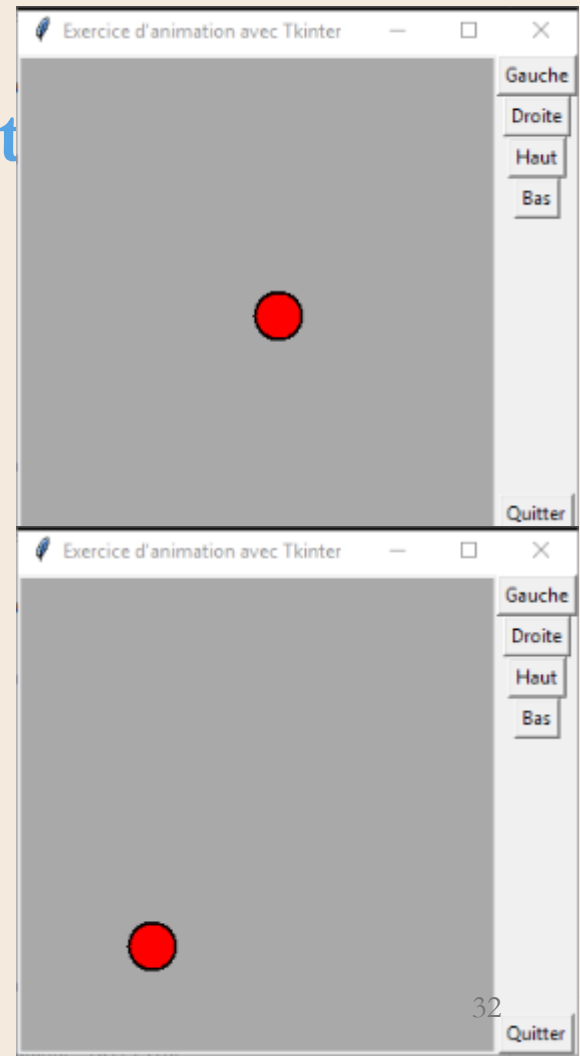 Exercice d'animation avec Tkinter
Gauche
t
Droite
Haut
Bas
Quitter
Exercice d'animation avec Tkinter
Gauche
Droite
Haut
Bas
32
Quitter